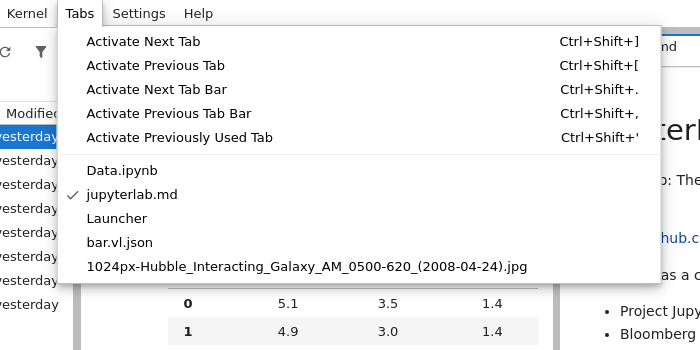 Kernel Tabs Settings Help
Activate Next Tab Ctrl+Shift+]
Activate Previous Tab Ctrl+Shift+[
Activate Next Tab Bar Ctrl+Shift+.
Activate Previous Tab Bar Ctrl+Shift+,
Activate Previously Used Tab Ctrl+Shift+'
Data.ipynb
jupyterlab.md
Launcher
bar.vl.json
1024px-Hubble_Interacting_Galaxy_AM_0500-620_(2008-04-24).jpg
md
Modified
yesterday
yesterday
yesterday
yesterday
yesterday
yesterday
yesterday
yesterday
0 5.1 3.5 1.4
1 4.9 3.0 1.4
b: The
hub.c
as a c
• Project Jupy
• Bloomberg